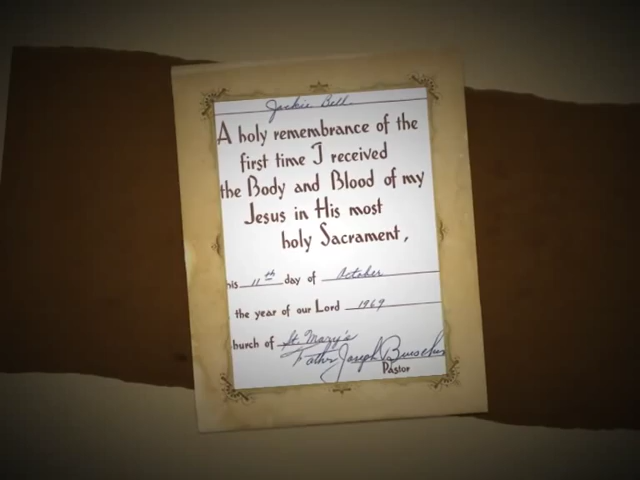 Jackie Bell
A holy remembrance of the
first time I received
the Body and Blood of my
Jesus in His most
holy Sacrament,
his 11th day of October
the year of our Lord 1969
hurch of St. Mary's
Father Joseph
Pastor